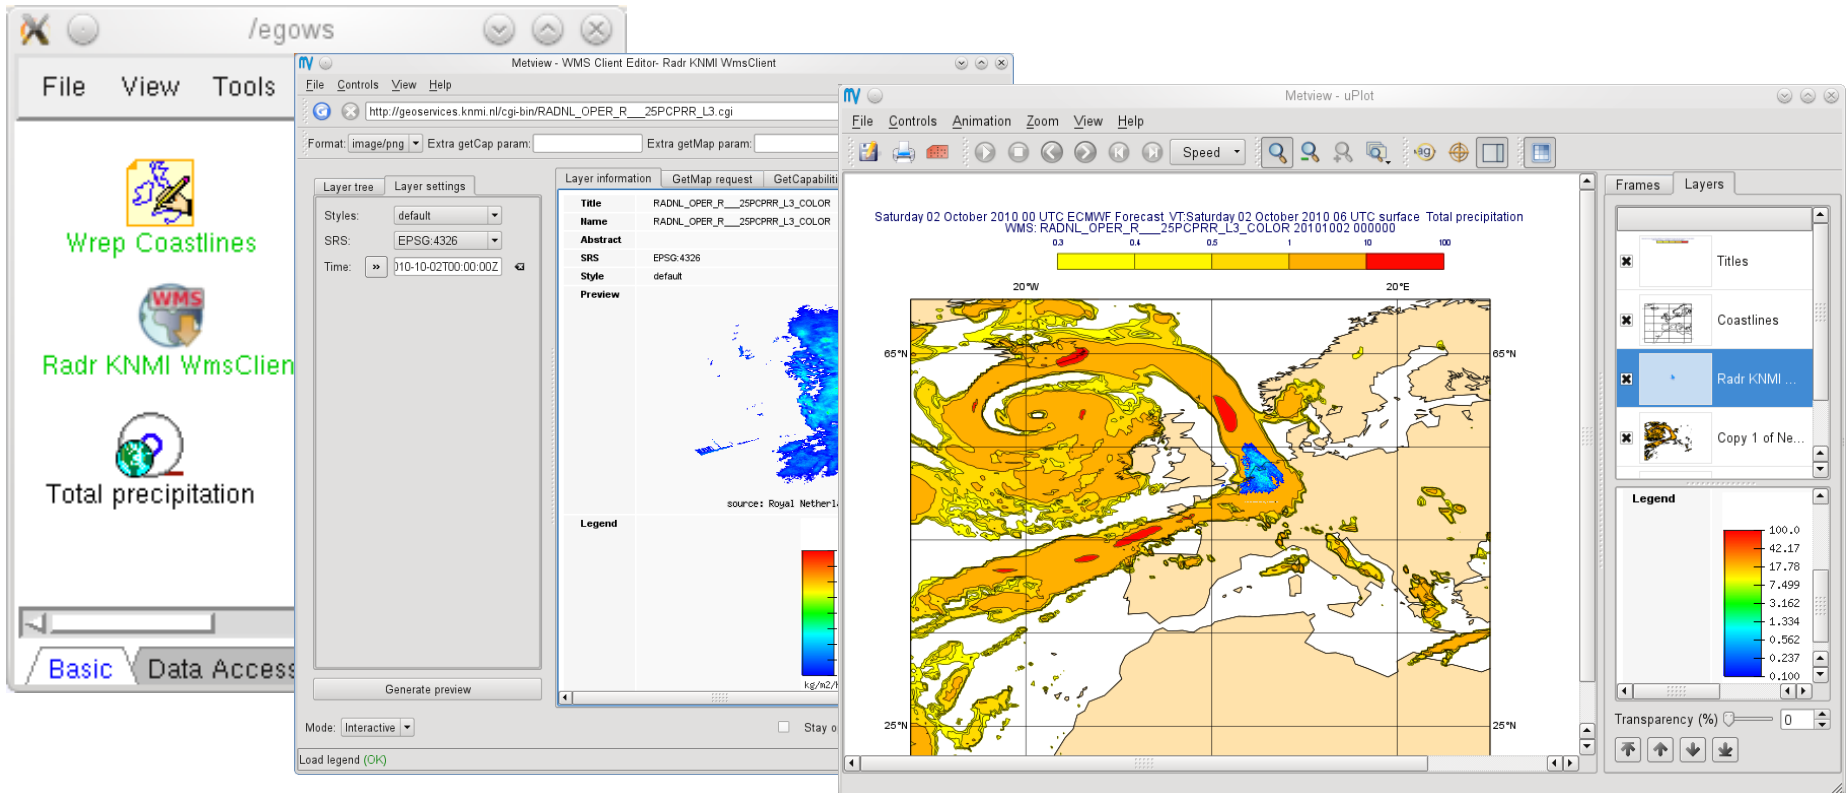 /egows
File View Tools
Wrep Coastlines
WMS
Radr KNMI WmsClien
Total precipitation
Basic Data Access
Metview - WMS Client Editor- Radr KNMI WmsClient
File Controls View Help
http://geoservices.knmi.nl/cgi-bin/RADNL_OPER_R___25PCPRR_L3.cgi
Format: image/png Extra getCap param: Extra getMap param:
Layer tree Layer settings
Styles: default
SRS: EPSG:4326
Time: » 010-10-02T00:00:00Z
Generate preview
Layer information GetMap request GetCapabiliti
Title RADNL_OPER_R___25PCPRR_L3_COLOR
Name RADNL_OPER_R___25PCPRR_L3_COLOR
Abstract
SRS EPSG:4326
Style default
Preview
source: Royal Netherla
Legend
kg/m2/h
Mode: Interactive
Stay o
Load legend (OK)
Metview - uPlot
File Controls Animation Zoom View Help
Speed
ag
Saturday 02 October 2010 00 UTC ECMWF Forecast VT:Saturday 02 October 2010 06 UTC surface Total precipitation
WMS: RADNL_OPER_R___25PCPRR_L3_COLOR 20101002 000000
0.3 0.4 0.5 1 10 100
20°W 20°E
65°N 65°N
25°N 25°N
Frames Layers
Titles
Coastlines
Radr KNMI ...
Copy 1 of Ne...
Legend
100.0
42.17
17.78
7.499
3.162
1.334
0.562
0.237
0.100
Transparency (%) 0